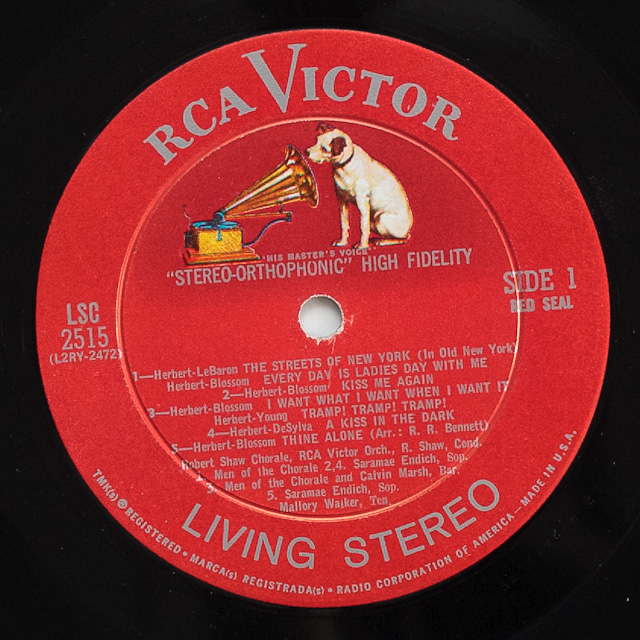 RCA VICTOR
"HIS MASTER'S VOICE"
"STEREO-ORTHOPHONIC" HIGH FIDELITY
SIDE 1
RED SEAL
LSC
2515
(L2RY-2472)
1—Herbert-LeBaron THE STREETS OF NEW YORK (In Old New York)
Herbert-Blossom EVERY DAY IS LADIES DAY WITH ME
2—Herbert-Blossom KISS ME AGAIN
3—Herbert-Blossom I WANT WHAT I WANT WHEN I WANT IT
Herbert-Young TRAMP! TRAMP! TRAMP!
4—Herbert-DeSylva A KISS IN THE DARK
5—Herbert-Blossom THINE ALONE (Arr.: R. R. Bennett)
Robert Shaw Chorale, RCA Victor Orch., R. Shaw, Cond.
Men of the Chorale 2,4. Saramae Endich, Sop.
Men of the Chorale and Calvin Marsh, Bar.
5. Saramae Endich, Sop.
Mallory Walker, Ten.
LIVING STEREO
TMK(s) ® REGISTERED • MARCA(s) REGISTRADA(s) • RADIO CORPORATION OF AMERICA—MADE IN U.S.A.